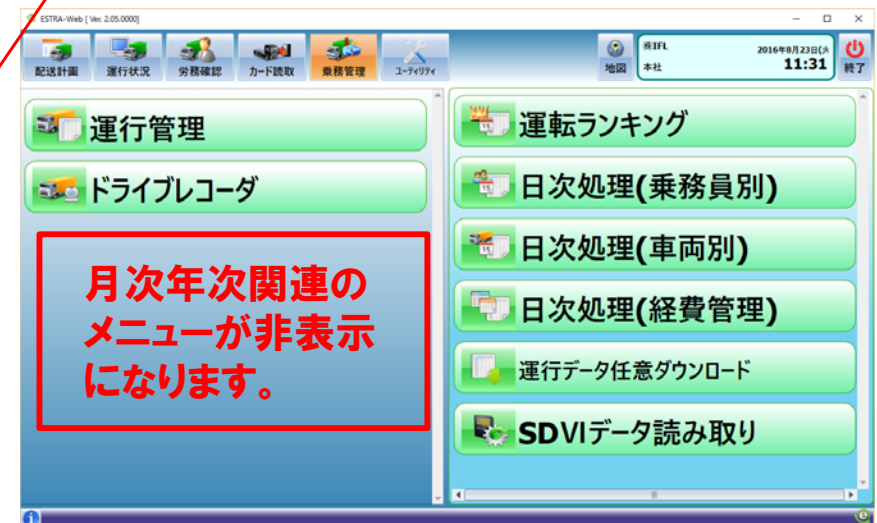 ESTRA-Web [ Ver. 2.05.0000]
配送計画
運行状況
労務確認
カード読取
乗務管理
ユーティリティ
地図
㈱IFL
本社
2016年8月23日(火
11:31
終了
運行管理
ドライブレコーダ
月次年次関連の
メニューが非表示
になります。
運転ランキング
日次処理(乗務員別)
日次処理(車両別)
日次処理(経費管理)
運行データ任意ダウンロード
SDVIデータ読み取り